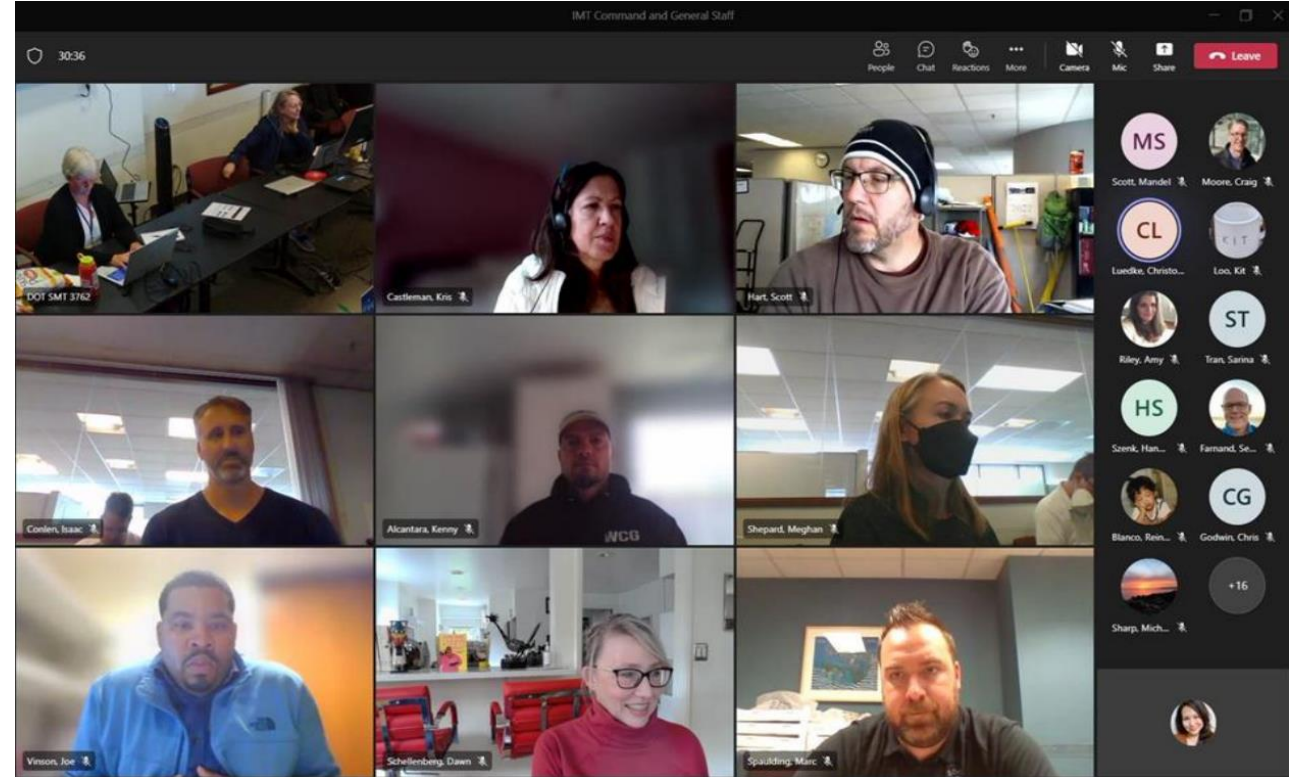 IMT Command and General Staff
30:36
People
Chat
Reactions
More
Camera
Mic
Share
Leave
DOT SMT 3762
Castleman, Kris
Hart, Scott
MS
Scott, Mandel
Moore, Craig
CL
Luedke, Christo...
KIT
Loo, Kit
Conlen, Isaac
Alcantara, Kenny
WCG
Shepard, Meghan
Riley, Amy
ST
Tran, Sarina
HS
Szenk, Han...
Farnand, Se...
Blanco, Rein...
CG
Godwin, Chris
Vinson, Joe
Schellenberg, Dawn
Spaulding, Marc
Sharp, Mich...
+16